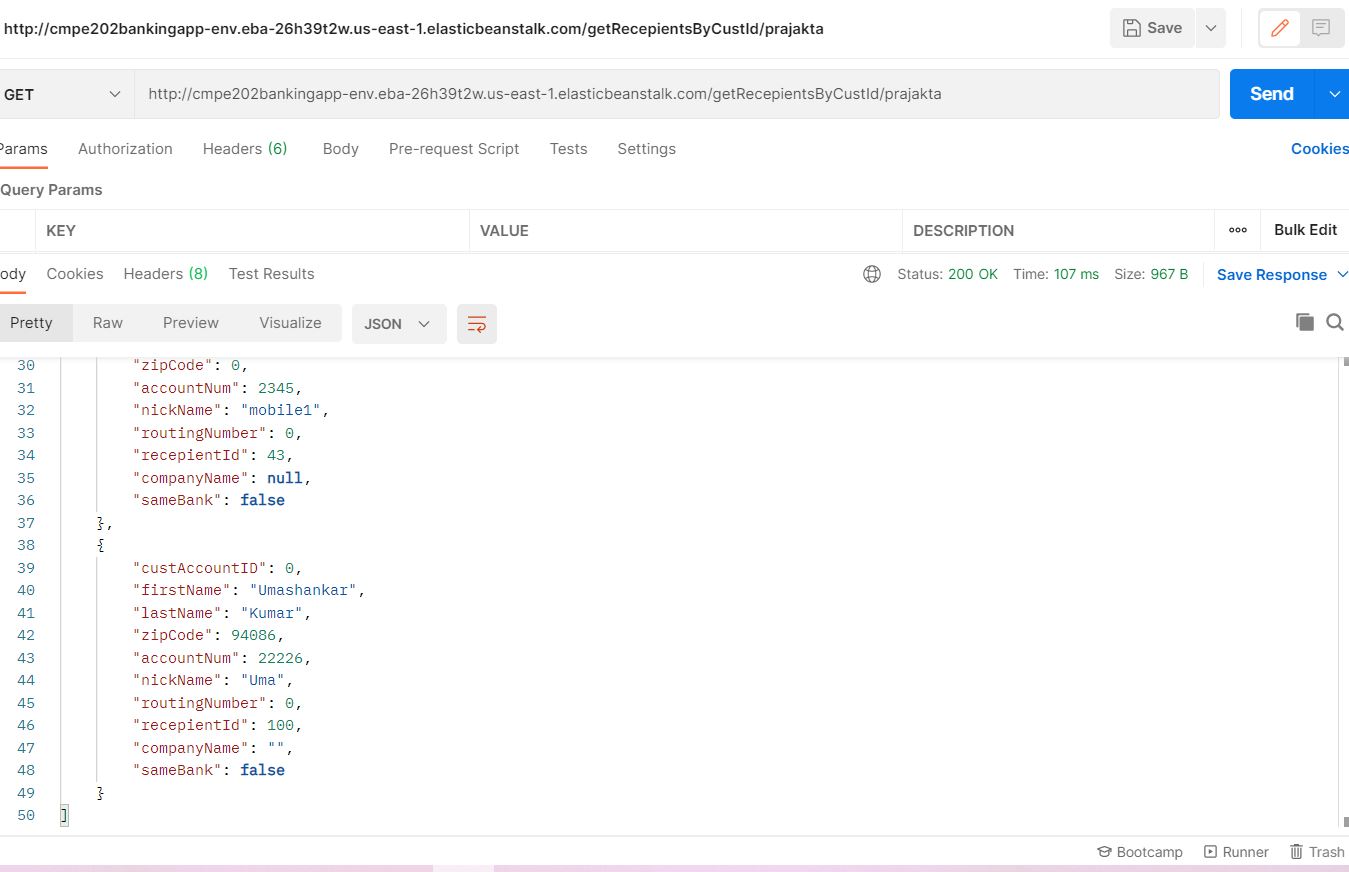 http://cmpe202bankingapp-env.eba-26h39t2w.us-east-1.elasticbeanstalk.com/getRecepientsByCustId/prajakta Save
GET http://cmpe202bankingapp-env.eba-26h39t2w.us-east-1.elasticbeanstalk.com/getRecepientsByCustId/prajakta Send
Params Authorization Headers (6) Body Pre-request Script Tests Settings Cookies
Query Params
KEY VALUE DESCRIPTION ooo Bulk Edit
ody Cookies Headers (8) Test Results Status: 200 OK Time: 107 ms Size: 967 B Save Response
Pretty Raw Preview Visualize JSON
30 "zipCode": 0,
31 "accountNum": 2345,
32 "nickName": "mobile1",
33 "routingNumber": 0,
34 "recepientId": 43,
35 "companyName": null,
36 "sameBank": false
37 },
38 {
39 "custAccountID": 0,
40 "firstName": "Umashankar",
41 "lastName": "Kumar",
42 "zipCode": 94086,
43 "accountNum": 22226,
44 "nickName": "Uma",
45 "routingNumber": 0,
46 "recepientId": 100,
47 "companyName": "",
48 "sameBank": false
49 }
50 ]
Bootcamp Runner Trash